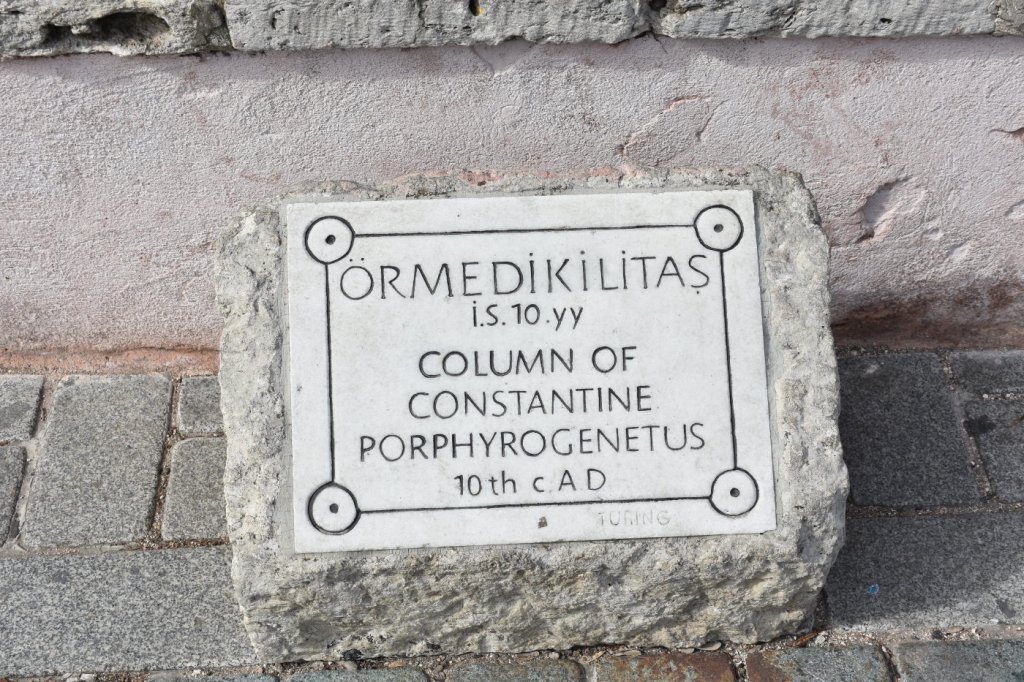 ÖRMEDİKİLİTAŞ
İ.S. 10.yy
COLUMN OF
CONSTANTINE
PORPHYROGENETUS
10th c. A D
TURING